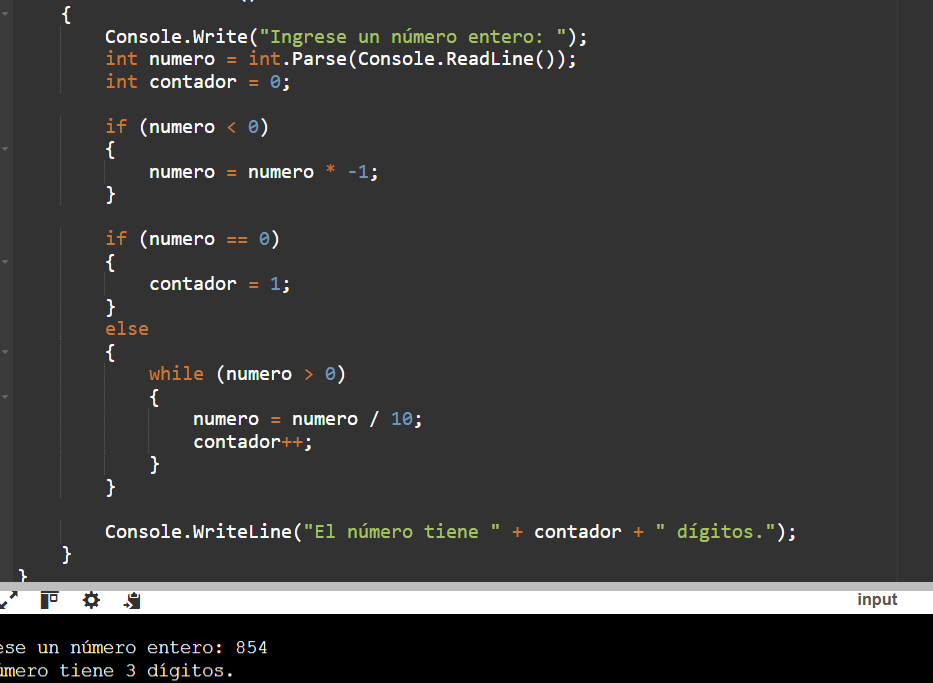 {
Console.Write("Ingrese un número entero: ");
int numero = int.Parse(Console.ReadLine());
int contador = 0;
if (numero < 0)
{
numero = numero * -1;
}
if (numero == 0)
{
contador = 1;
}
else
{
while (numero > 0)
{
numero = numero / 10;
contador++;
}
}
Console.WriteLine("El número tiene " + contador + " dígitos.");
}
}
input
un número entero: 854
tiene 3 dígitos.